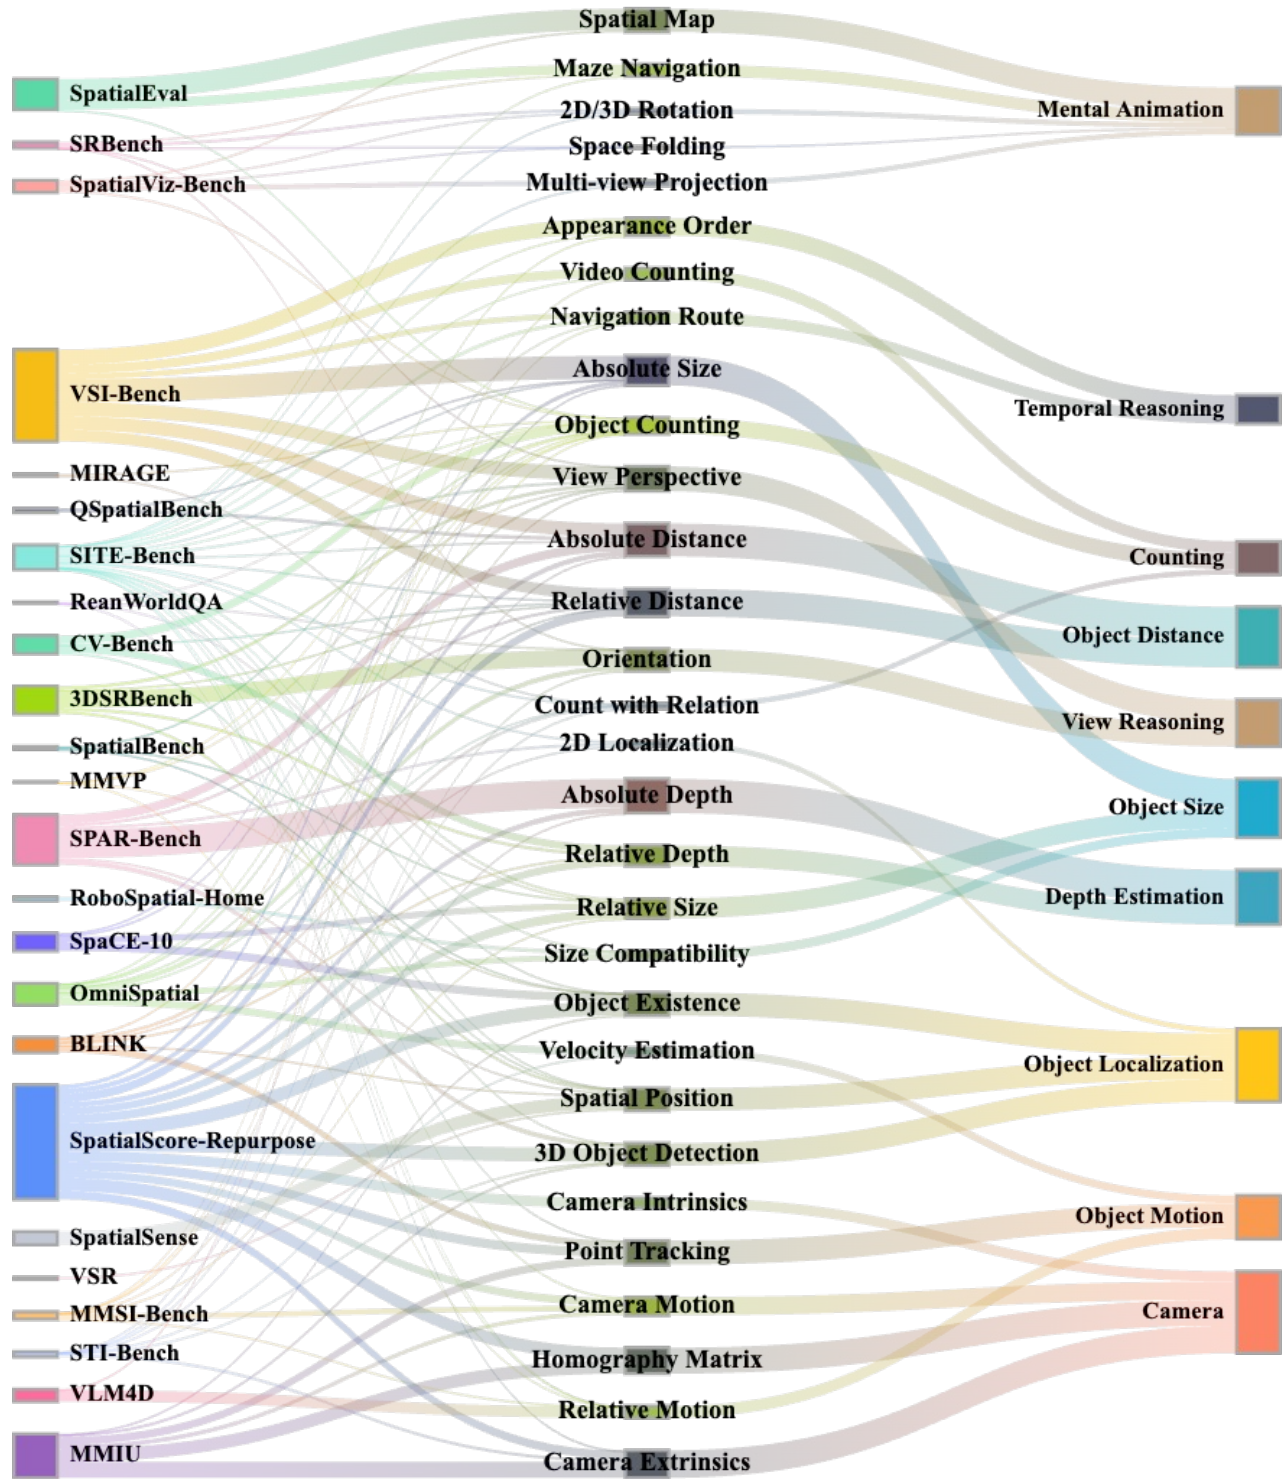 SpatialEval
SRBench
SpatialViz-Bench
VSI-Bench
MIRAGE
QSpatialBench
SITE-Bench
ReanWorldQA
CV-Bench
3DSRBench
SpatialBench
MMVP
SPAR-Bench
RoboSpatial-Home
SpaCE-10
OmniSpatial
BLINK
SpatialScore-Repurpose
SpatialSense
VSR
MMSI-Bench
STI-Bench
VLM4D
MMIU
Spatial Map
Maze Navigation
2D/3D Rotation
Space Folding
Multi-view Projection
Appearance Order
Video Counting
Navigation Route
Absolute Size
Object Counting
View Perspective
Absolute Distance
Relative Distance
Orientation
Count with Relation
2D Localization
Absolute Depth
Relative Depth
Relative Size
Size Compatibility
Object Existence
Velocity Estimation
Spatial Position
3D Object Detection
Camera Intrinsics
Point Tracking
Camera Motion
Homography Matrix
Relative Motion
Camera Extrinsics
Mental Animation
Temporal Reasoning
Counting
Object Distance
View Reasoning
Object Size
Depth Estimation
Object Localization
Object Motion
Camera